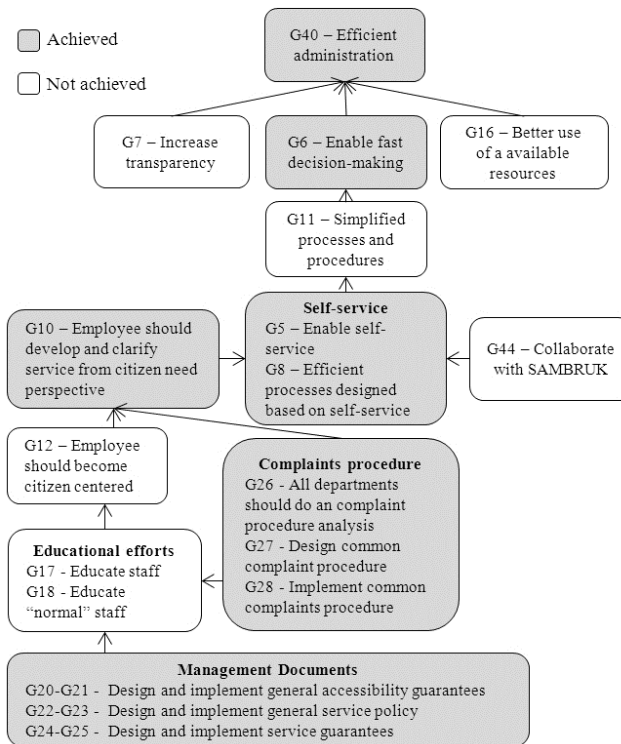 Achieved
Not achieved
G40 – Efficient
administration
G7 – Increase
transparency
G6 – Enable fast
decision-making
G16 – Better use
of a available
resources
G11 – Simplified
processes and
procedures
Self-service
G5 – Enable self-
service
G8 – Efficient
processes designed
based on self-service
G10 – Employee should
develop and clarify
service from citizen need
perspective
G44 – Collaborate
with SAMBRUK
G12 – Employee
should become
citizen centered
Complaints procedure
G26 - All departments
should do an complaint
procedure analysis
G27 - Design common
complaint procedure
G28 - Implement common
complaints procedure
Educational efforts
G17 - Educate staff
G18 - Educate
“normal” staff
Management Documents
G20-G21 - Design and implement general accessibility guarantees
G22-G23 - Design and implement general service policy
G24-G25 - Design and implement service guarantees